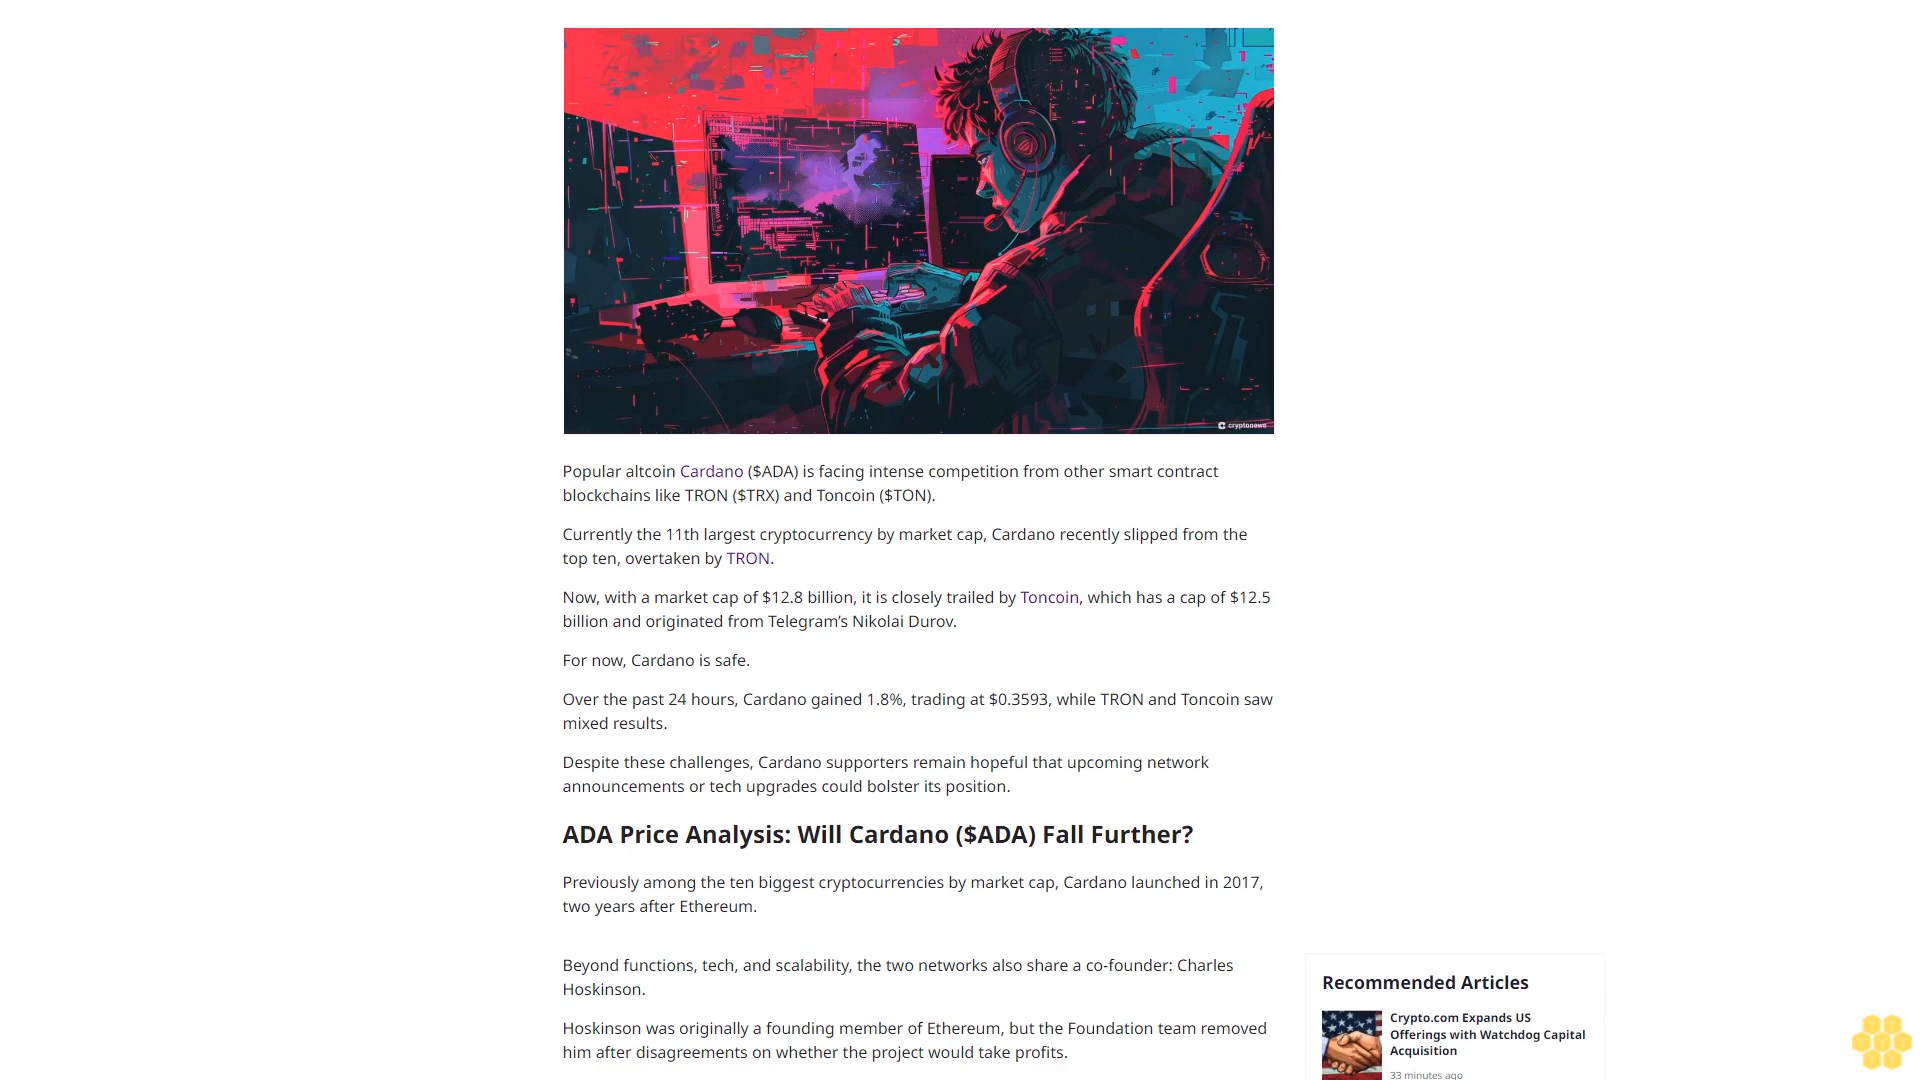 cryptonews
Popular altcoin Cardano ($ADA) is facing intense competition from other smart contract
blockchains like TRON ($TRX) and Toncoin ($TON).
Currently the 11th largest cryptocurrency by market cap, Cardano recently slipped from the
top ten, overtaken by TRON.
Now, with a market cap of $12.8 billion, it is closely trailed by Toncoin, which has a cap of $12.5
billion and originated from Telegram’s Nikolai Durov.
For now, Cardano is safe.
Over the past 24 hours, Cardano gained 1.8%, trading at $0.3593, while TRON and Toncoin saw
mixed results.
Despite these challenges, Cardano supporters remain hopeful that upcoming network
announcements or tech upgrades could bolster its position.
ADA Price Analysis: Will Cardano ($ADA) Fall Further?
Previously among the ten biggest cryptocurrencies by market cap, Cardano launched in 2017,
two years after Ethereum.
Beyond functions, tech, and scalability, the two networks also share a co-founder: Charles
Hoskinson.
Hoskinson was originally a founding member of Ethereum, but the Foundation team removed
him after disagreements on whether the project would take profits.
Recommended Articles
Crypto.com Expands US
Offerings with Watchdog Capital
Acquisition
33 minutes ago